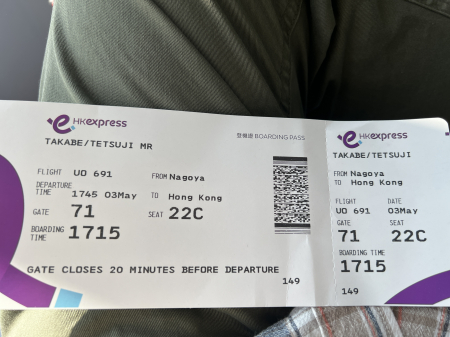 HKexpress
登機證 BOARDING PASS
TAKABE/TETSUJI MR
FLIGHT UO 691 FROM Nagoya
DEPARTURE TIME 1745 03May TO Hong Kong
GATE 71 SEAT 22C
BOARDING TIME 1715
GATE CLOSES 20 MINUTES BEFORE DEPARTURE
149
HKexpress
TAKABE/TETSUJI
FROM Nagoya
TO Hong Kong
FLIGHT DATE
UO 691 03May
GATE SEAT
71 22C
BOARDING TIME
1715
149